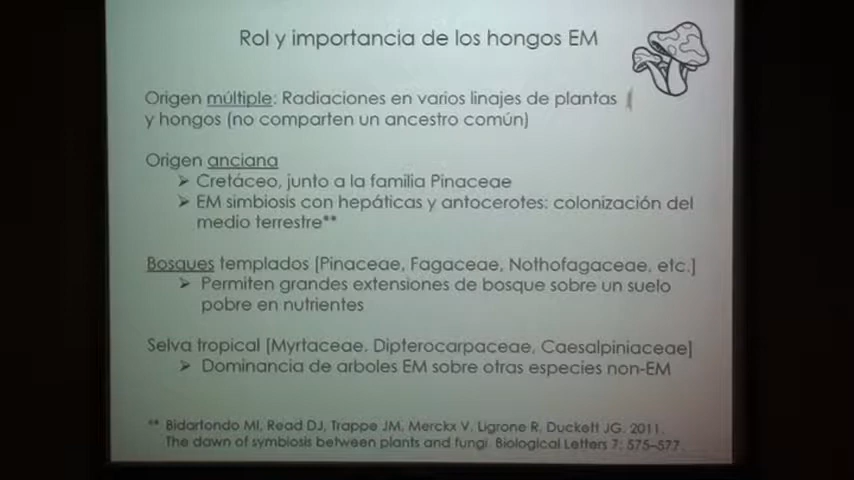 Rol y importancia de los hongos EM
Origen múltiple: Radiaciones en varios linajes de plantas
y hongos (no comparten un ancestro común)
Origen anciana
➢ Cretáceo, junto a la familia Pinaceae
➢ EM simbiosis con hepáticas y antocerotes: colonización del
medio terrestre**
Bosques templados [Pinaceae, Fagaceae, Nothofagaceae, etc.]
➢ Permiten grandes extensiones de bosque sobre un suelo
pobre en nutrientes
Selva tropical [Myrtaceae, Dipterocarpaceae, Caesalpiniaceae]
➢ Dominancia de arboles EM sobre otras especies non-EM
** Bidartondo MI, Read DJ, Trappe JM, Merckx V, Ligrone R, Duckett JG. 2011.
The dawn of symbiosis between plants and fungi. Biological Letters 7: 575–577.